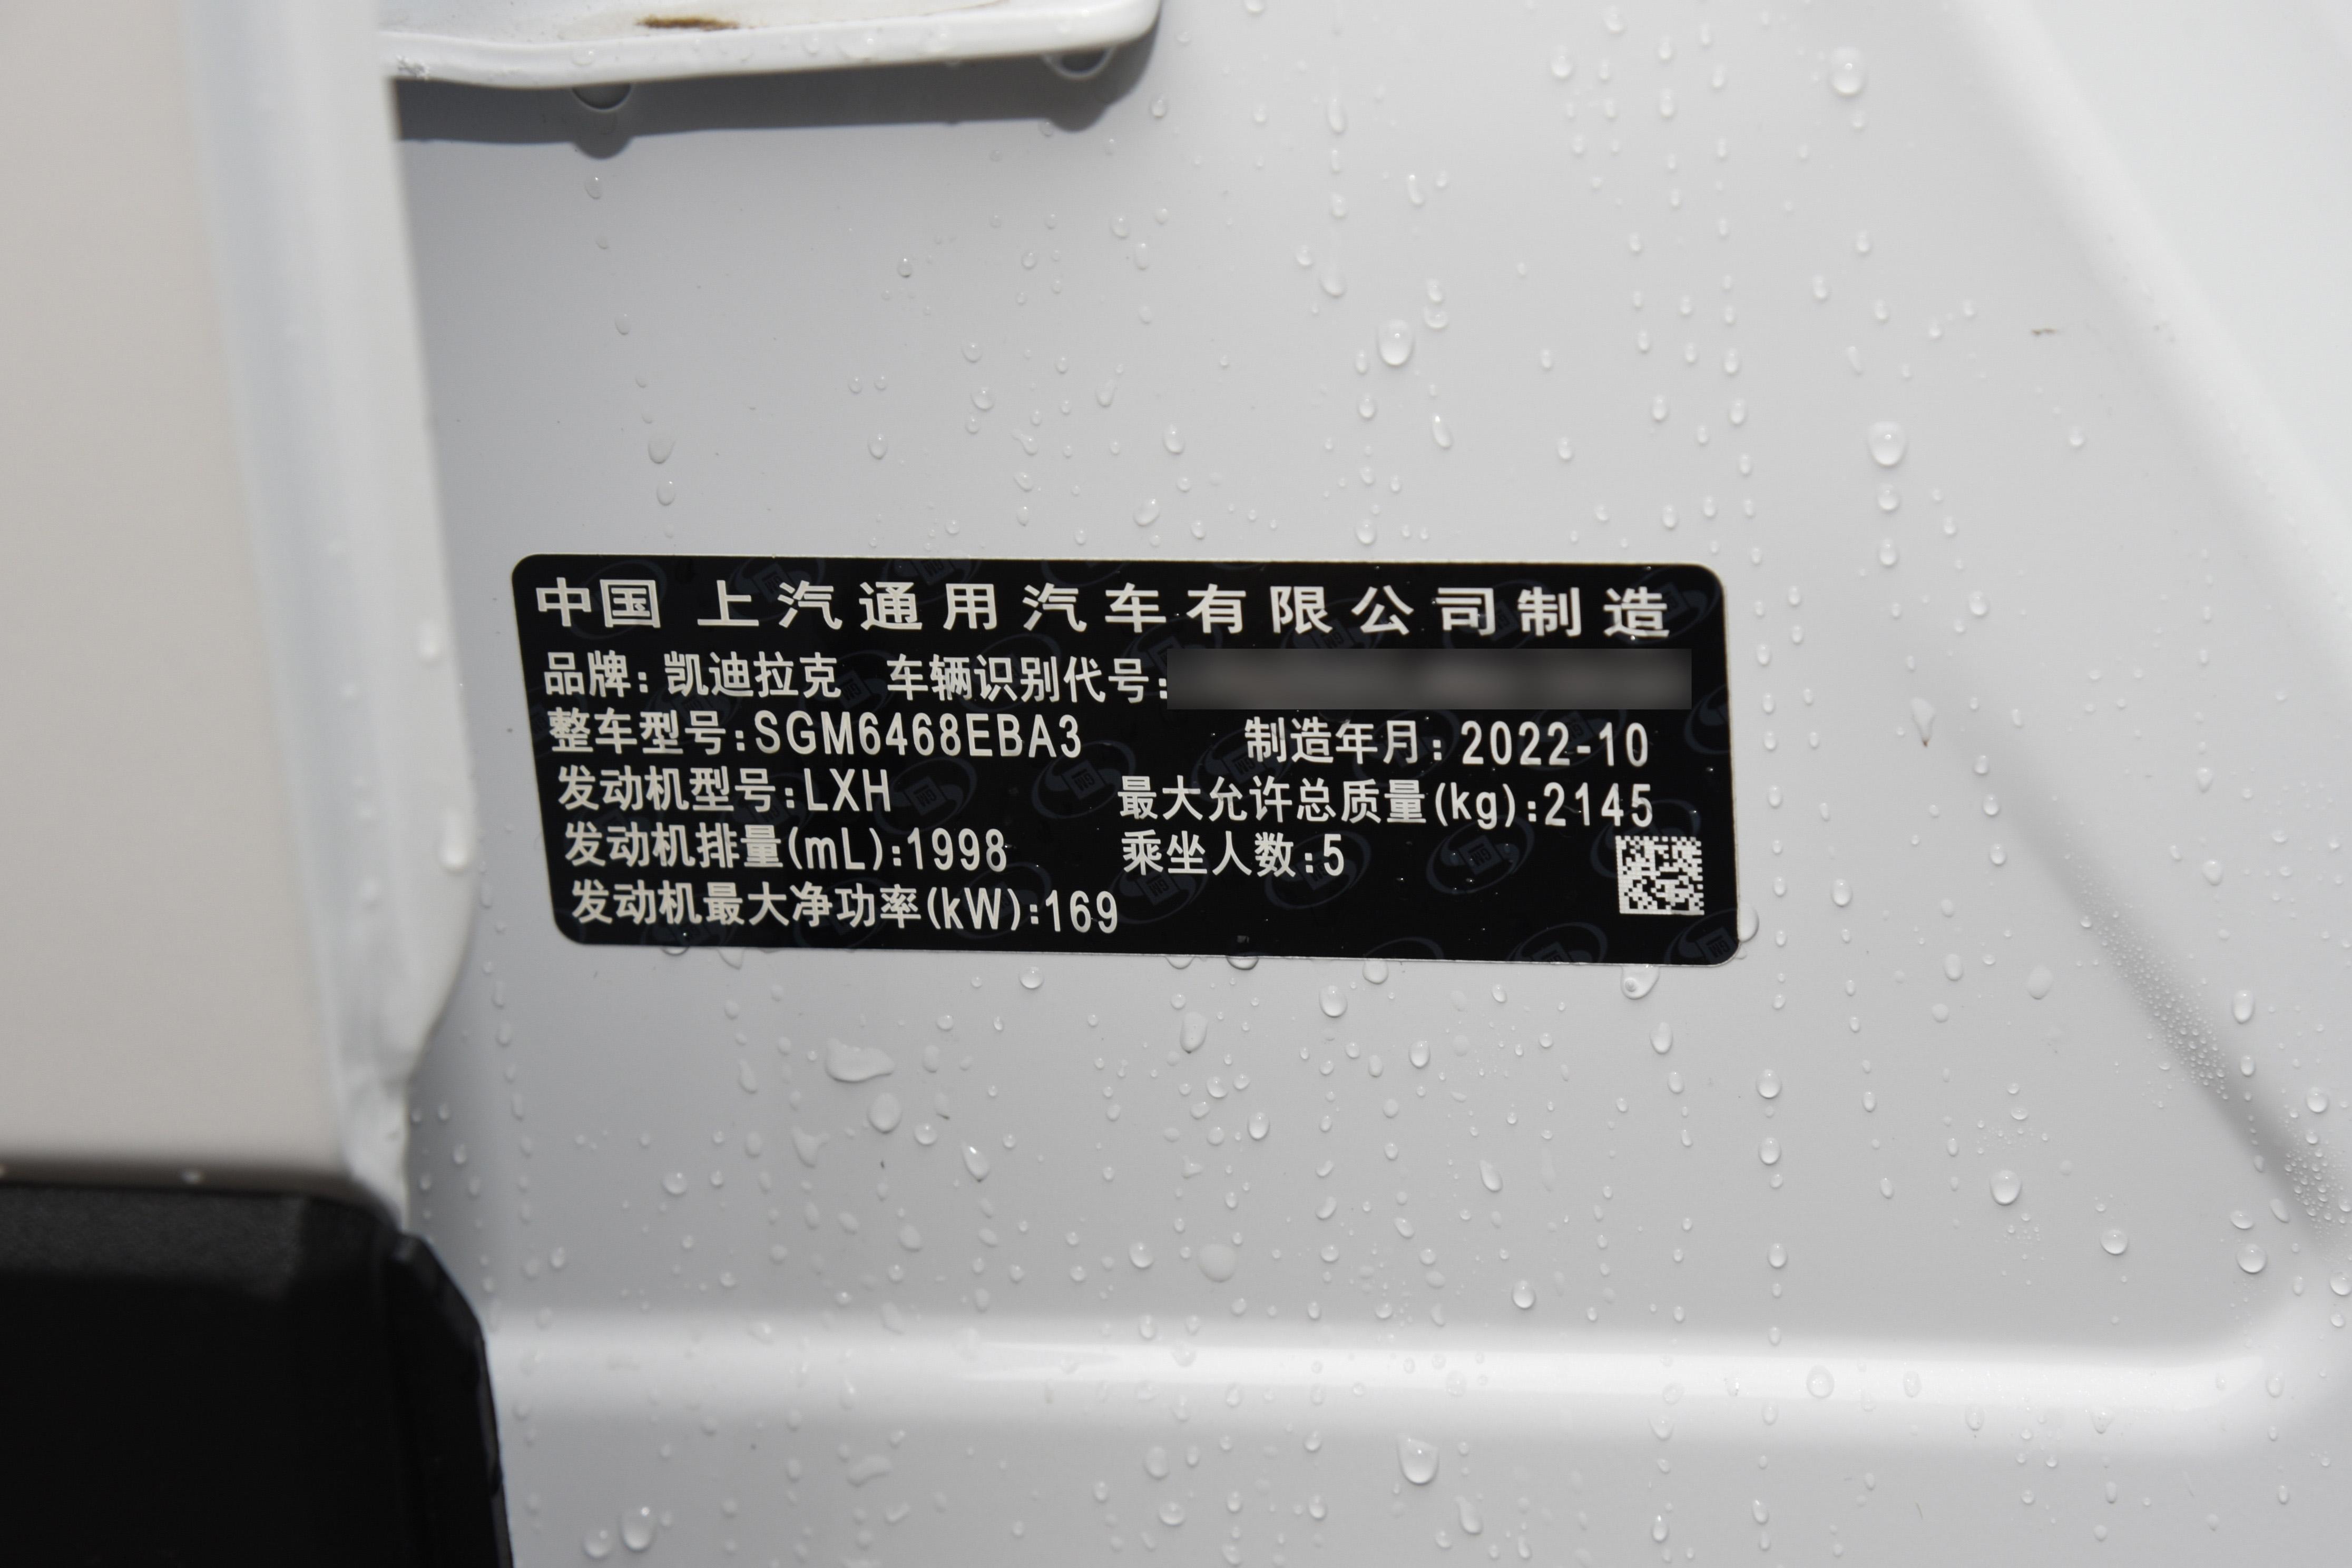 中国 上汽通用汽车有限公司制造
品牌: 凯迪拉克 车辆识别代号:
整车型号:SGM6468EBA3 制造年月: 2022-10
发动机型号:LXH 最大允许总质量(kg):2145
发动机排量(mL):1998 乘坐人数:5
发动机最大净功率(kW):169